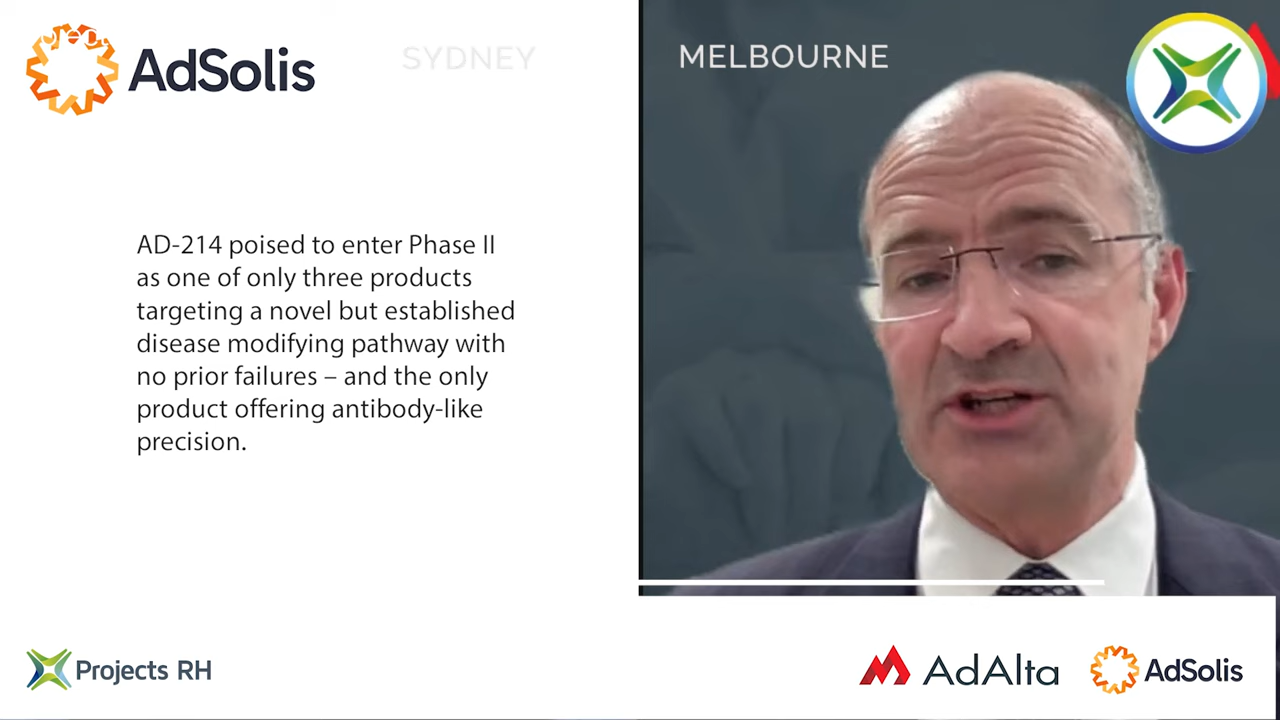 AdSolis
SYDNEY
MELBOURNE
AD-214 poised to enter Phase II
as one of only three products
targeting a novel but established
disease modifying pathway with
no prior failures – and the only
product offering antibody-like
precision.
Projects RH
AdAlta
AdSolis